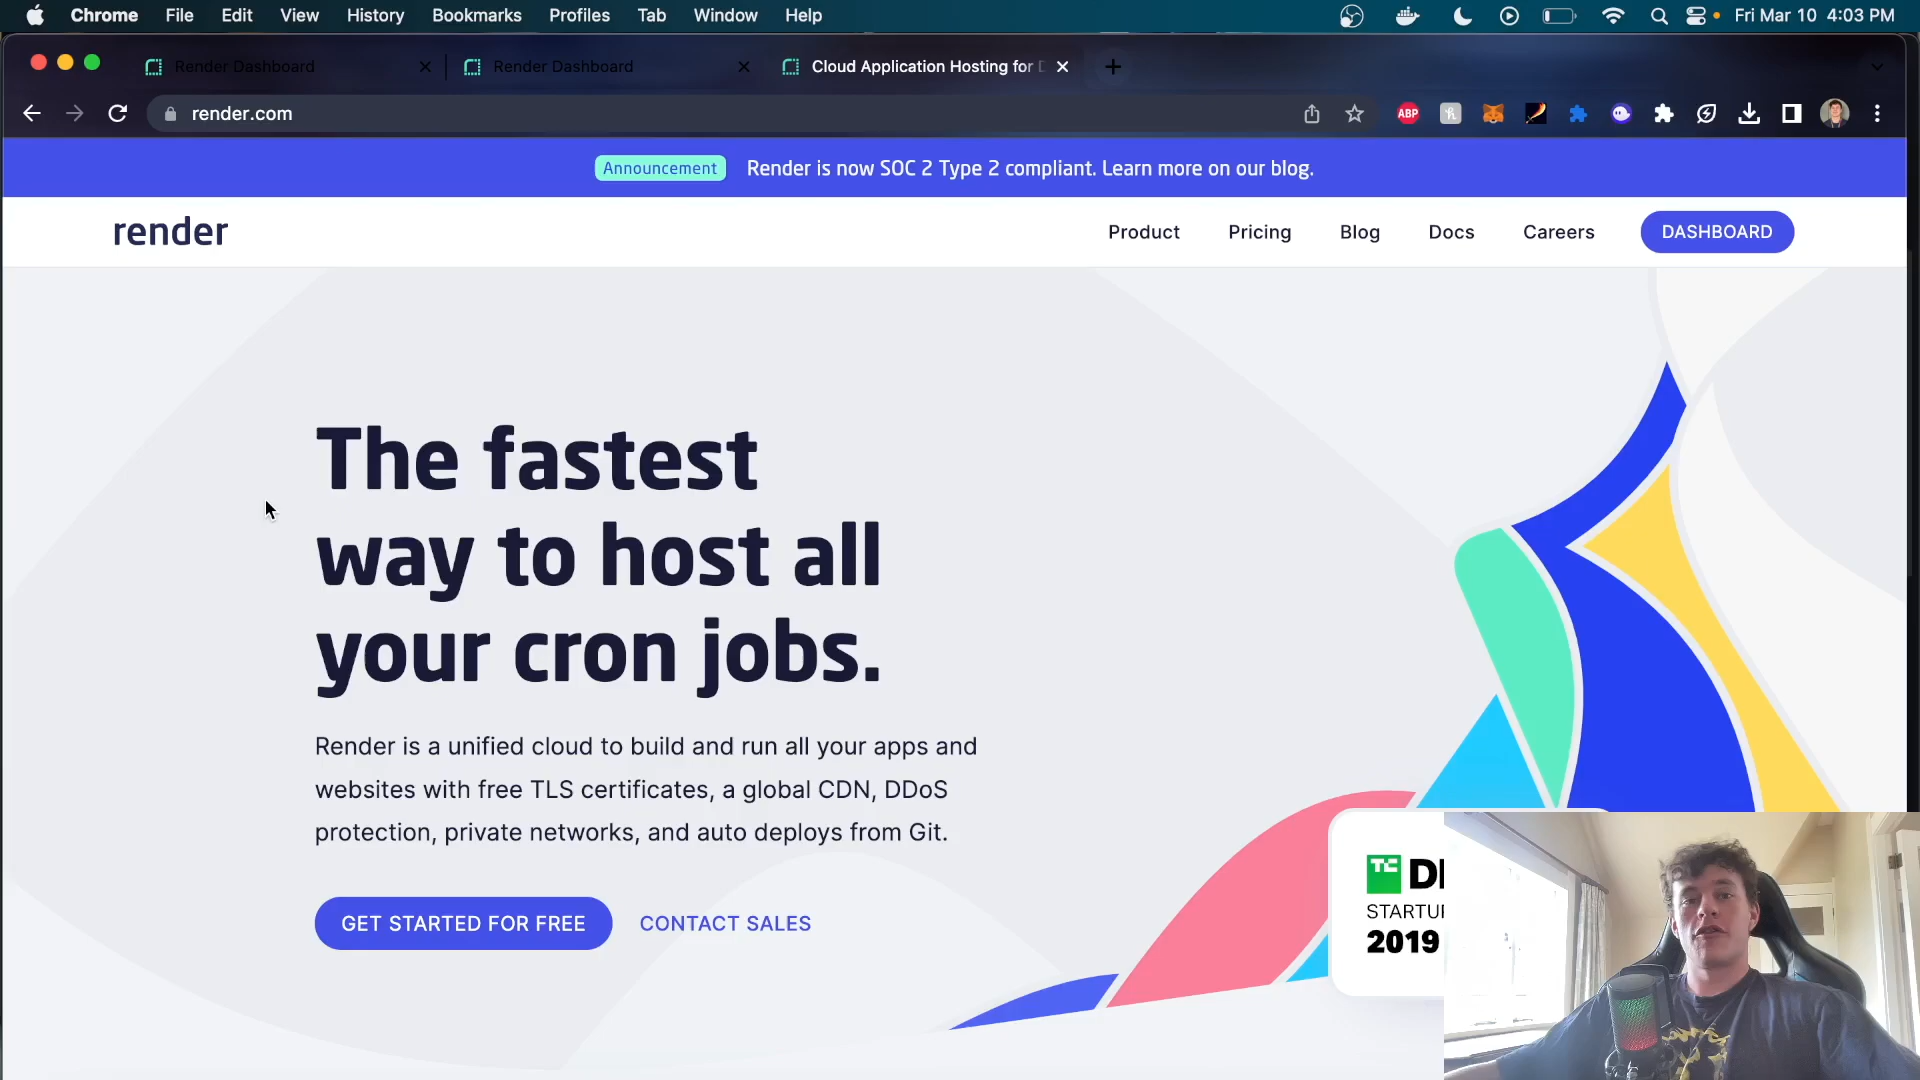 Chrome File Edit View History Bookmarks Profiles Tab Window Help Fri Mar 10 4:03 PM
Render Dashboard Render Dashboard Cloud Application Hosting for
render.com ABP
Announcement Render is now SOC 2 Type 2 compliant. Learn more on our blog.
render Product Pricing Blog Docs Careers DASHBOARD
The fastest
way to host all
your cron jobs.
Render is a unified cloud to build and run all your apps and
websites with free TLS certificates, a global CDN, DDoS
protection, private networks, and auto deploys from Git.
GET STARTED FOR FREE CONTACT SALES
TC
2019